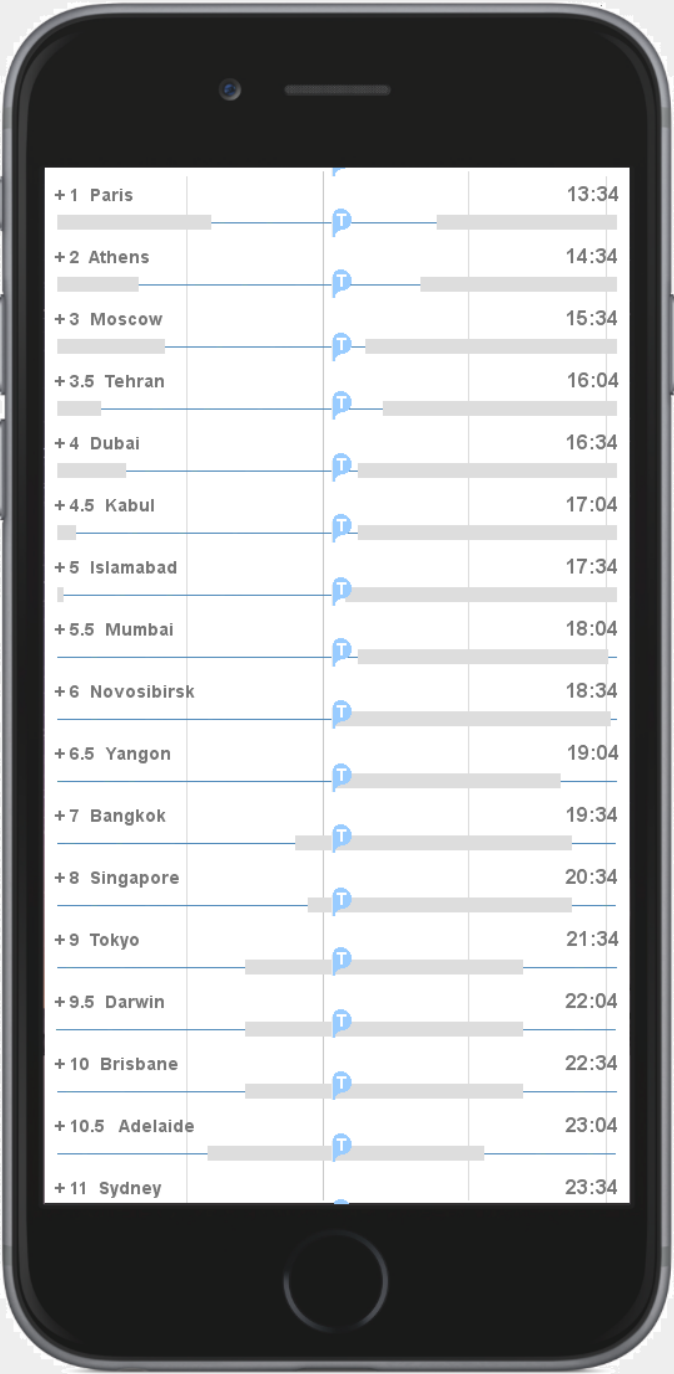 +1 Paris 13:34
T
+2 Athens 14:34
T
+3 Moscow 15:34
T
+3.5 Tehran 16:04
T
+4 Dubai 16:34
T
+4.5 Kabul 17:04
T
+5 Islamabad 17:34
T
+5.5 Mumbai 18:04
T
+6 Novosibirsk 18:34
T
+6.5 Yangon 19:04
T
+7 Bangkok 19:34
T
+8 Singapore 20:34
T
+9 Tokyo 21:34
T
+9.5 Darwin 22:04
T
+10 Brisbane 22:34
T
+10.5 Adelaide 23:04
T
+11 Sydney 23:34